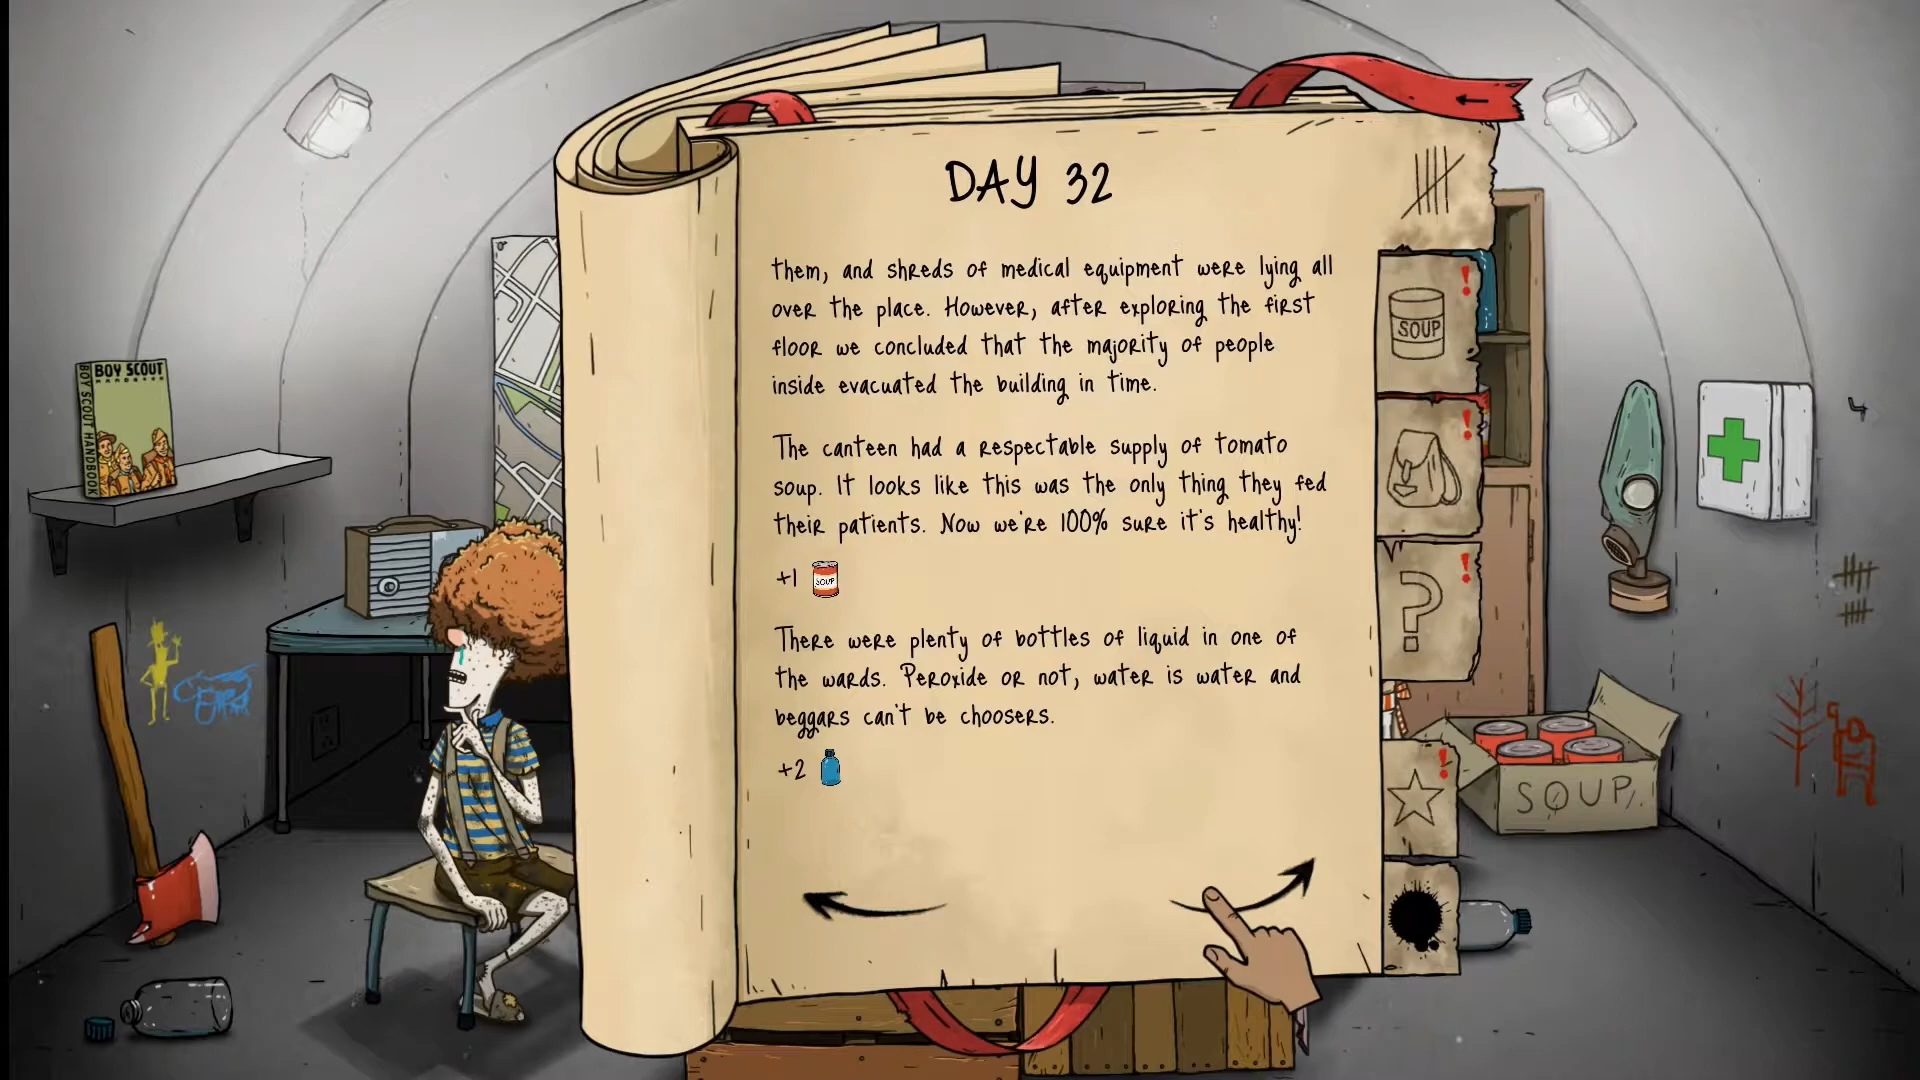 DAY 32
them, and shreds of medical equipment were lying all
over the place. However, after exploring the first
floor we concluded that the majority of people
inside evacuated the building in time.
The canteen had a respectable supply of tomato
soup. It looks like this was the only thing they fed
their patients. Now we're 100% sure it's healthy!
+1
SOUP
There were plenty of bottles of liquid in one of
the wards. Peroxide or not, water is water and
beggars can't be choosers.
+2
SOUP
!
!
?
!
!
BOY SCOUT
HANDBOOK
BOY SCOUT HANDBOOK
SOUP